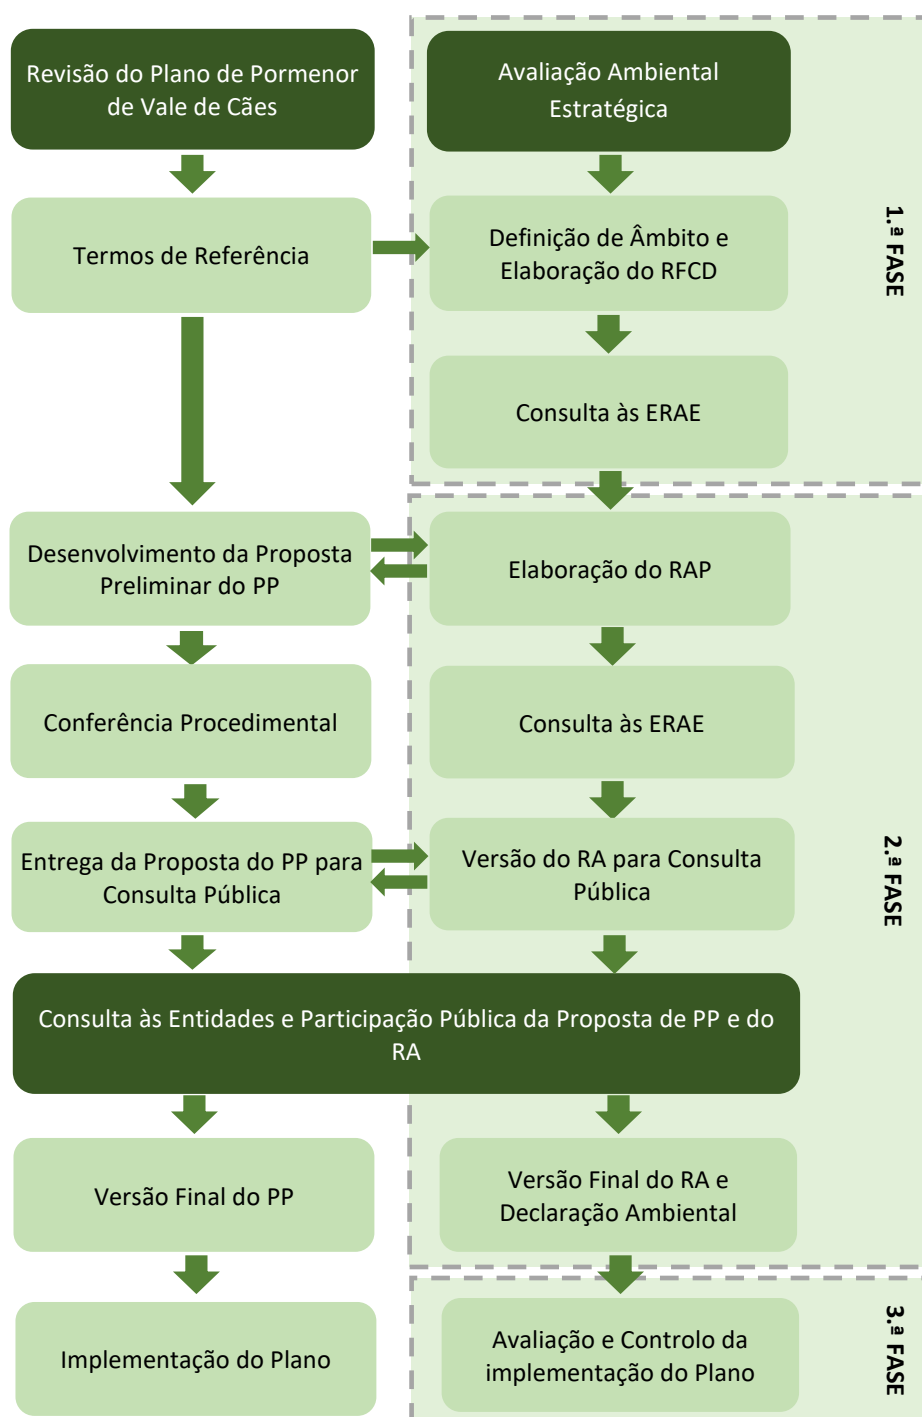 Revisão do Plano de Pormenor
de Vale de Cães
Avaliação Ambiental
Estratégica
1.ª FASE
Termos de Referência
Definição de Âmbito e
Elaboração do RFCD
Consulta às ERAE
Desenvolvimento da Proposta
Preliminar do PP
Elaboração do RAP
Conferência Procedimental
Consulta às ERAE
2.ª FASE
Entrega da Proposta do PP para
Consulta Pública
Versão do RA para Consulta
Pública
Consulta às Entidades e Participação Pública da Proposta de PP e do
RA
Versão Final do PP
Versão Final do RA e
Declaração Ambiental
Implementação do Plano
Avaliação e Controlo da
implementação do Plano
3.ª FASE